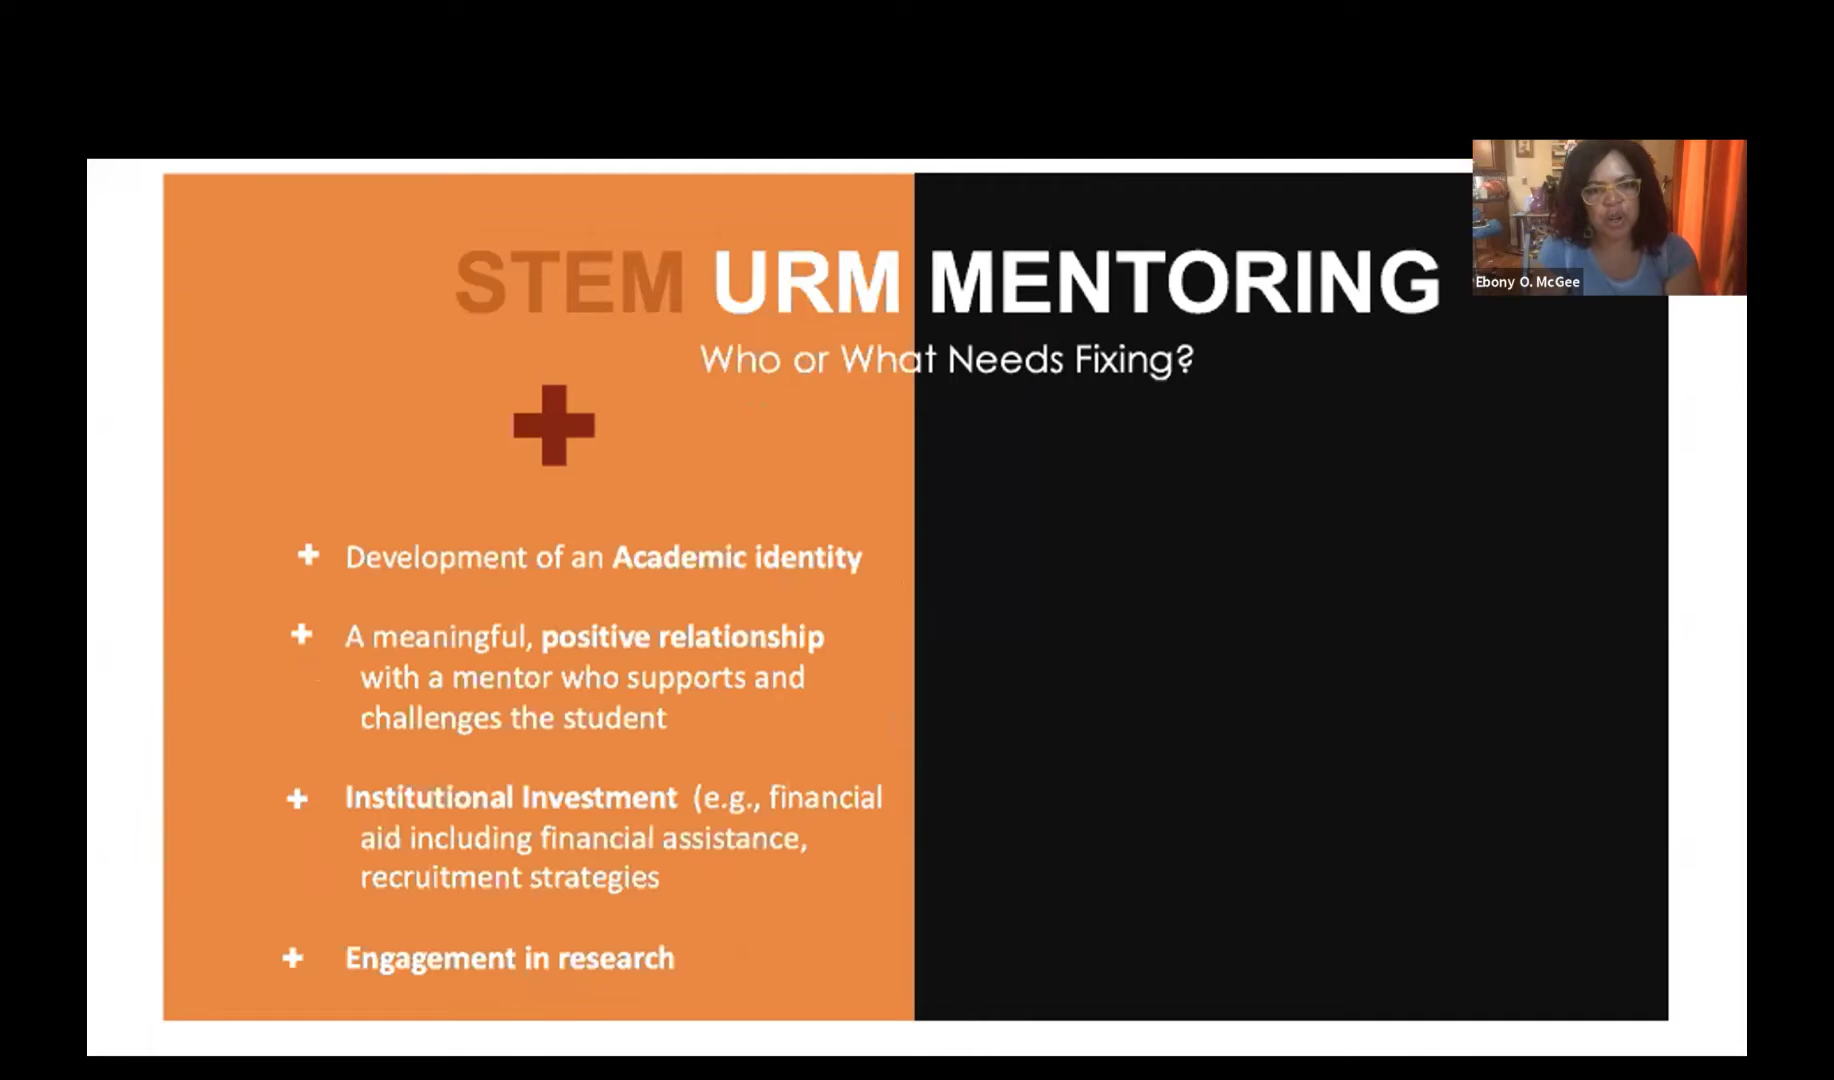 STEM URM MENTORING
Who or What Needs Fixing?
Ebony O. McGee
+ Development of an Academic identity
+ A meaningful, positive relationship
with a mentor who supports and
challenges the student
+ Institutional Investment (e.g., financial
aid including financial assistance,
recruitment strategies
+ Engagement in research